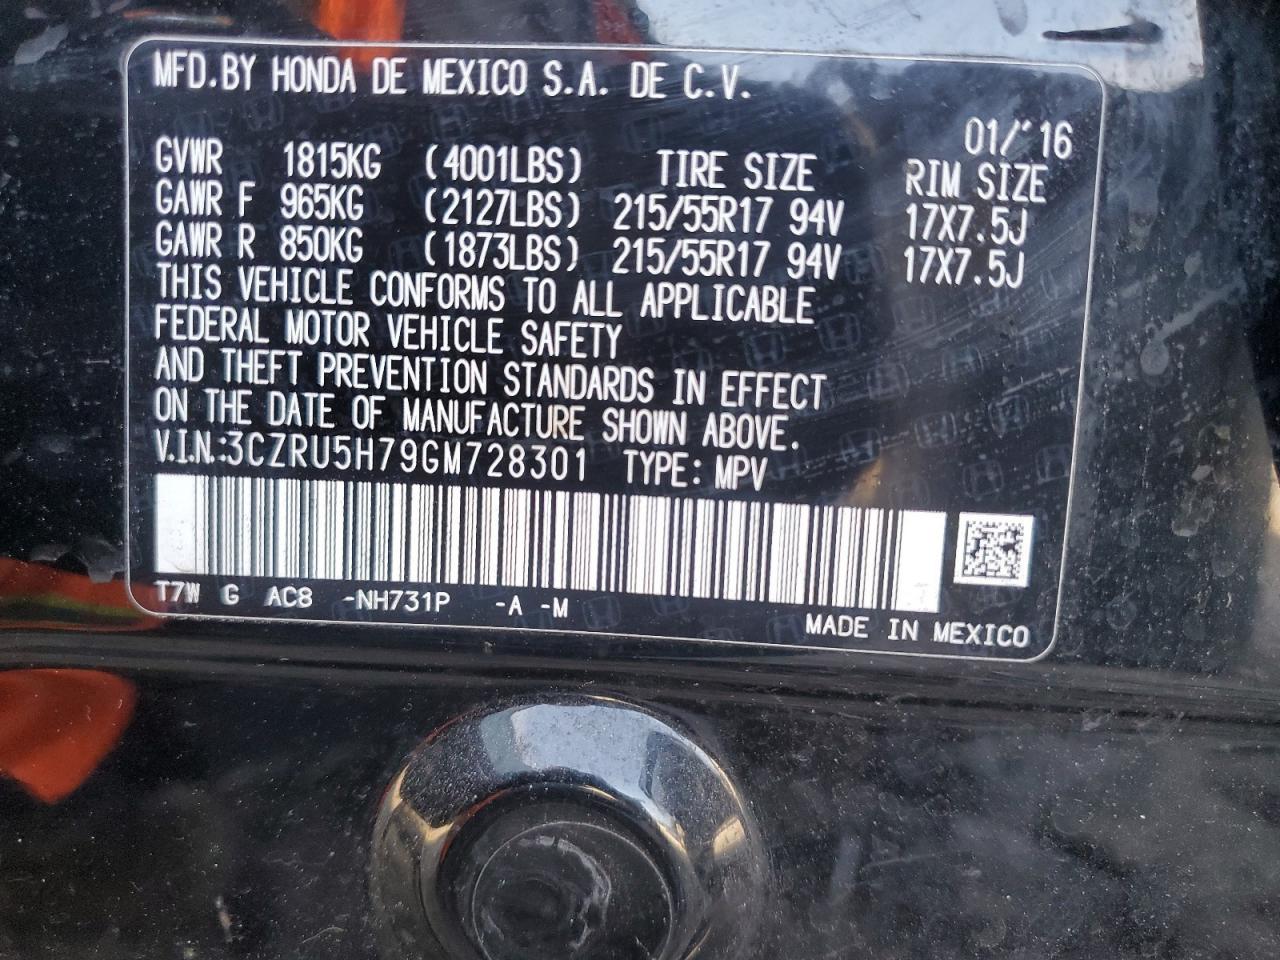 MFD.BY HONDA DE MEXICO S.A. DE C.V.
01/'16
GVWR 1815KG (4001LBS) TIRE SIZE RIM SIZE
GAWR F 965KG (2127LBS) 215/55R17 94V 17X7.5J
GAWR R 850KG (1873LBS) 215/55R17 94V 17X7.5J
THIS VEHICLE CONFORMS TO ALL APPLICABLE
FEDERAL MOTOR VEHICLE SAFETY
AND THEFT PREVENTION STANDARDS IN EFFECT
ON THE DATE OF MANUFACTURE SHOWN ABOVE.
V.I.N.:3CZRU5H79GM728301 TYPE: MPV
T7W G AC8 -NH731P -A -M
MADE IN MEXICO